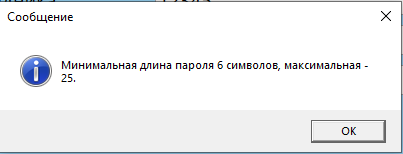 Сообщение
Минимальная длина пароля 6 символов, максимальная -
25.
OK